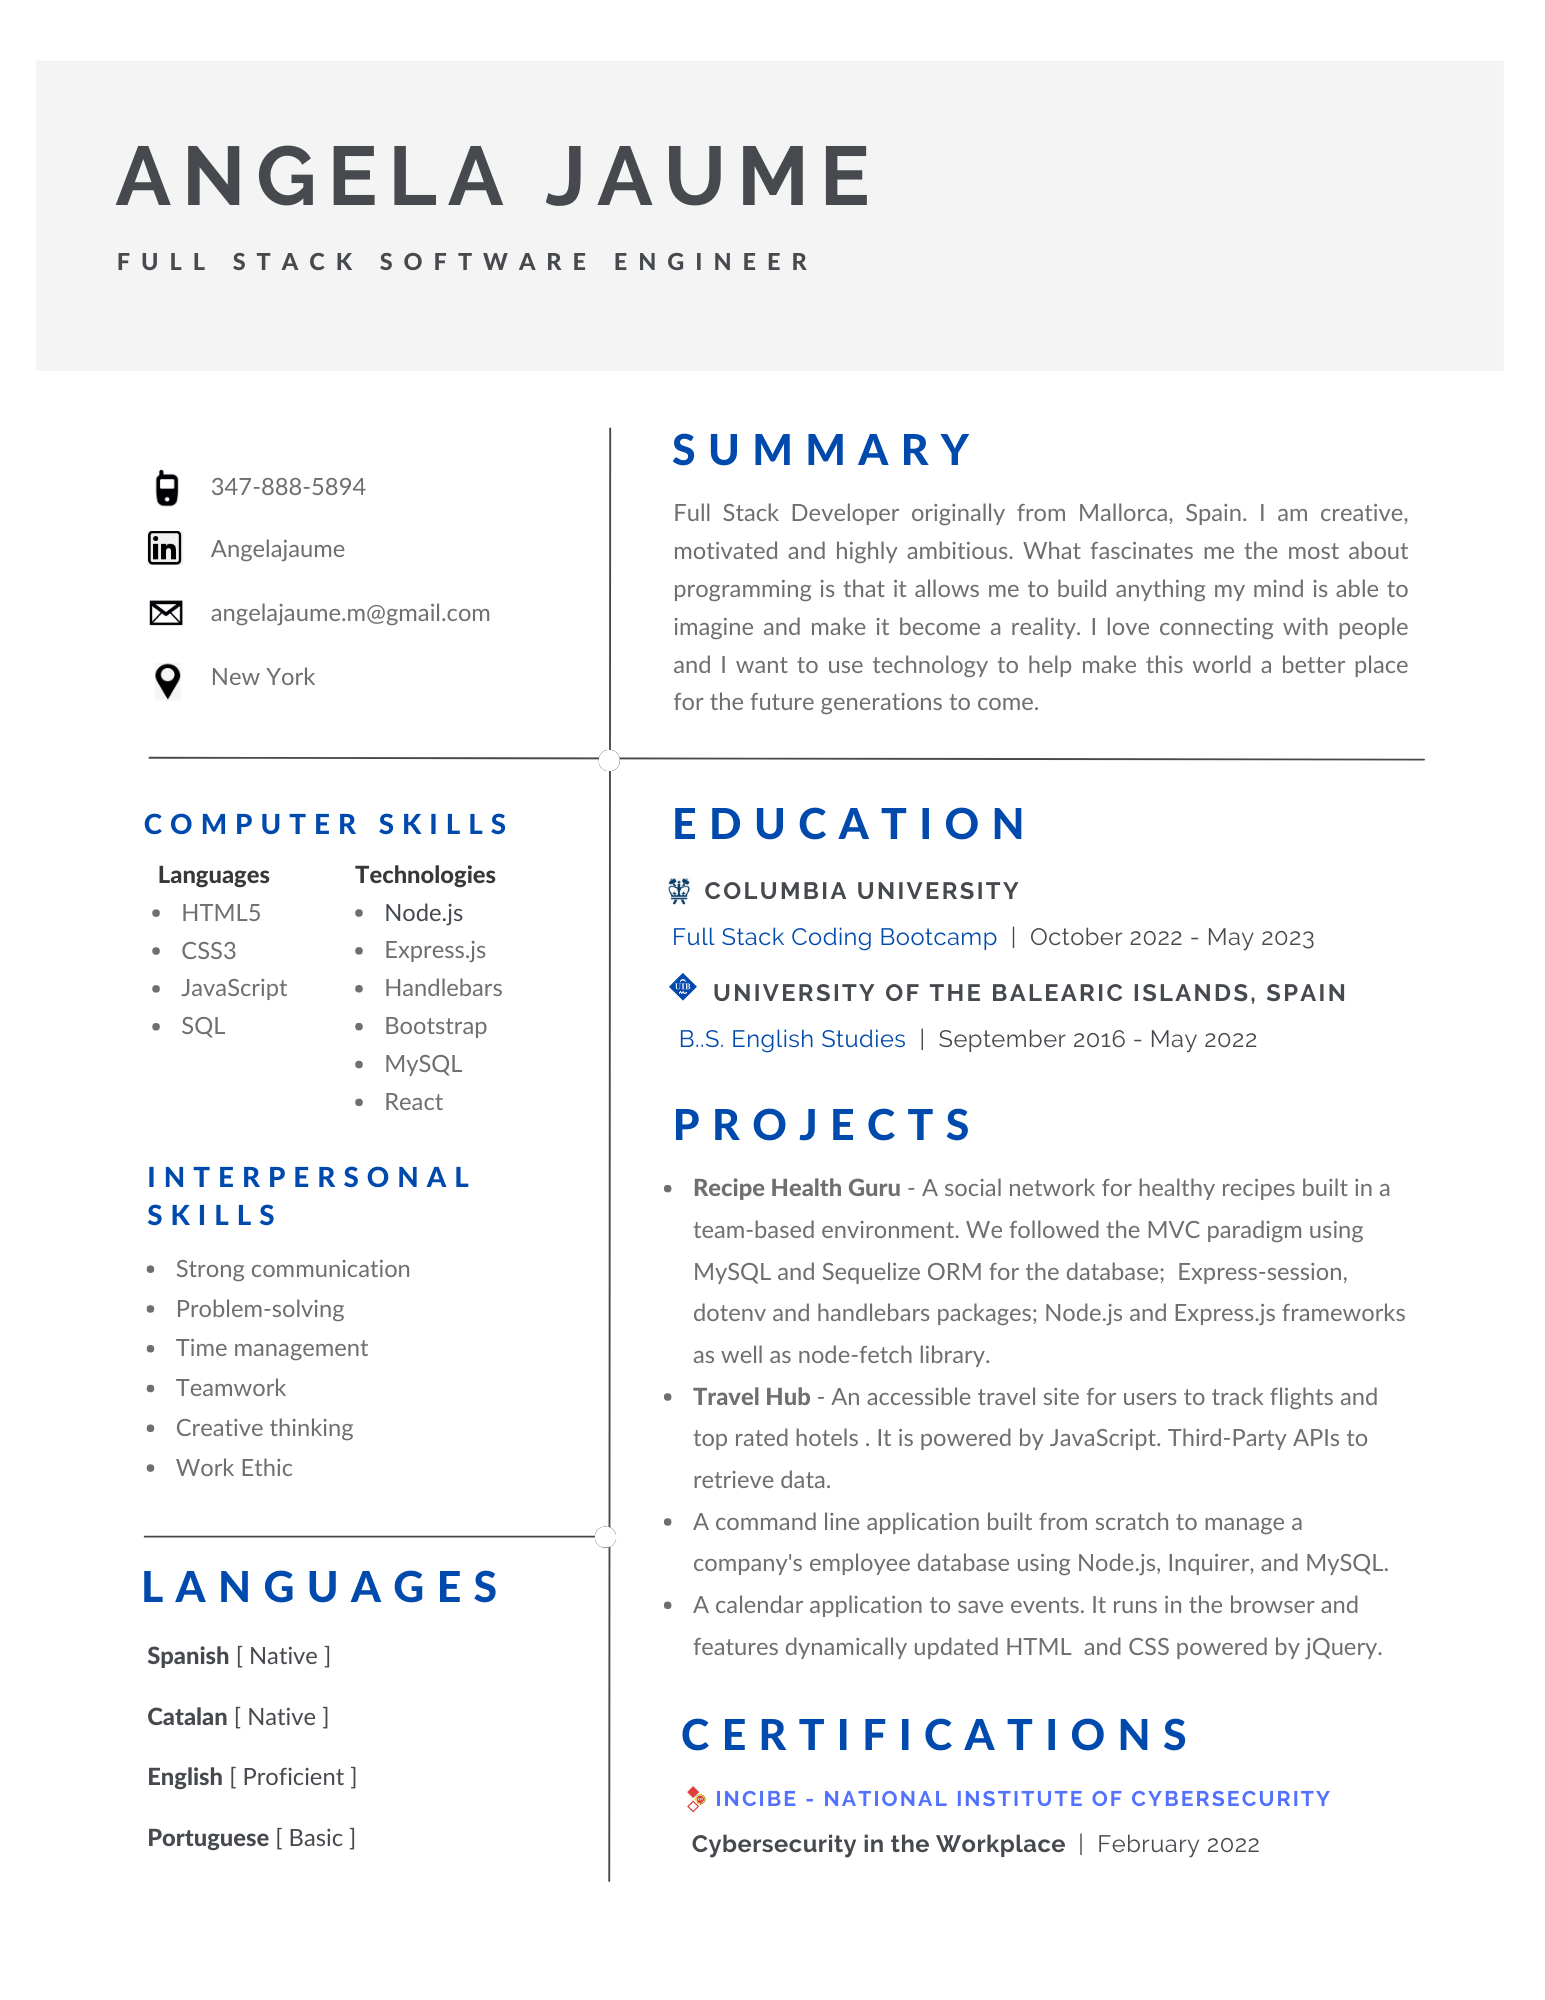 ANGELA JAUME
FULL STACK SOFTWARE ENGINEER
347-888-5894
Angelajaume
angelajaume.m@gmail.com
New York
SUMMARY
Full Stack Developer originally from Mallorca, Spain. I am creative,
motivated and highly ambitious. What fascinates me the most about
programming is that it allows me to build anything my mind is able to
imagine and make it become a reality. I love connecting with people
and I want to use technology to help make this world a better place
for the future generations to come.
COMPUTER SKILLS
Languages
• HTML5
• CSS3
• JavaScript
• SQL
Technologies
• Node.js
• Express.js
• Handlebars
• Bootstrap
• MySQL
• React
INTERPERSONAL
SKILLS
• Strong communication
• Problem-solving
• Time management
• Teamwork
• Creative thinking
• Work Ethic
LANGUAGES
Spanish [ Native ]
Catalan [ Native ]
English [ Proficient ]
Portuguese [ Basic ]
EDUCATION
COLUMBIA UNIVERSITY
Full Stack Coding Bootcamp | October 2022 - May 2023
UIB
UNIVERSITY OF THE BALEARIC ISLANDS, SPAIN
B..S. English Studies | September 2016 - May 2022
PROJECTS
• Recipe Health Guru - A social network for healthy recipes built in a
team-based environment. We followed the MVC paradigm using
MySQL and Sequelize ORM for the database;  Express-session,
dotenv and handlebars packages; Node.js and Express.js frameworks
as well as node-fetch library.
• Travel Hub - An accessible travel site for users to track flights and
top rated hotels . It is powered by JavaScript. Third-Party APIs to
retrieve data.
• A command line application built from scratch to manage a
company's employee database using Node.js, Inquirer, and MySQL.
• A calendar application to save events. It runs in the browser and
features dynamically updated HTML  and CSS powered by jQuery.
CERTIFICATIONS
INCIBE - NATIONAL INSTITUTE OF CYBERSECURITY
Cybersecurity in the Workplace | February 2022